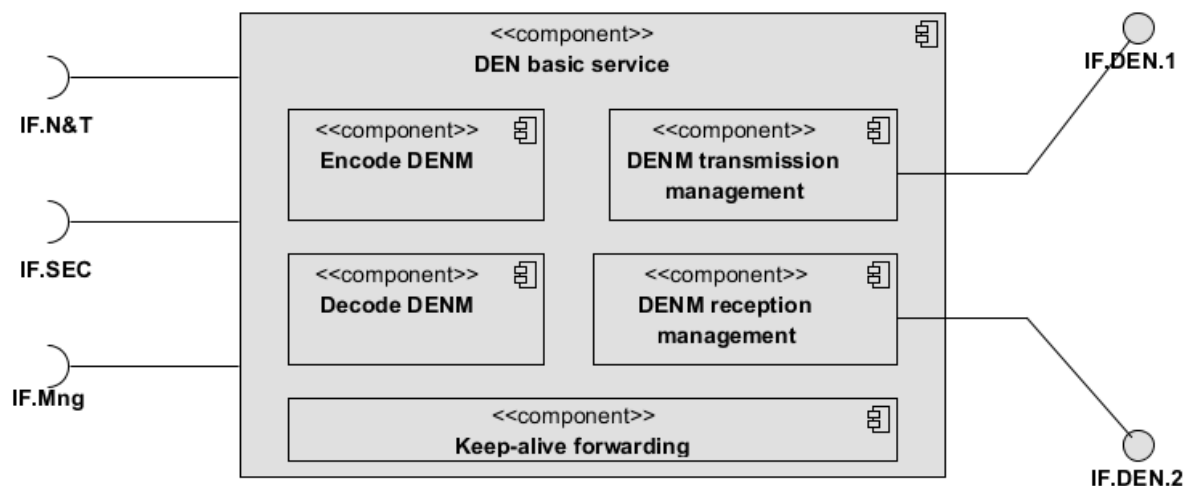 <<component>>
DEN basic service
IF.DEN.1
IF.N&T
<<component>>
Encode DENM
<<component>>
DENM transmission
management
IF.SEC
<<component>>
Decode DENM
<<component>>
DENM reception
management
IF.Mng
<<component>>
Keep-alive forwarding
IF.DEN.2